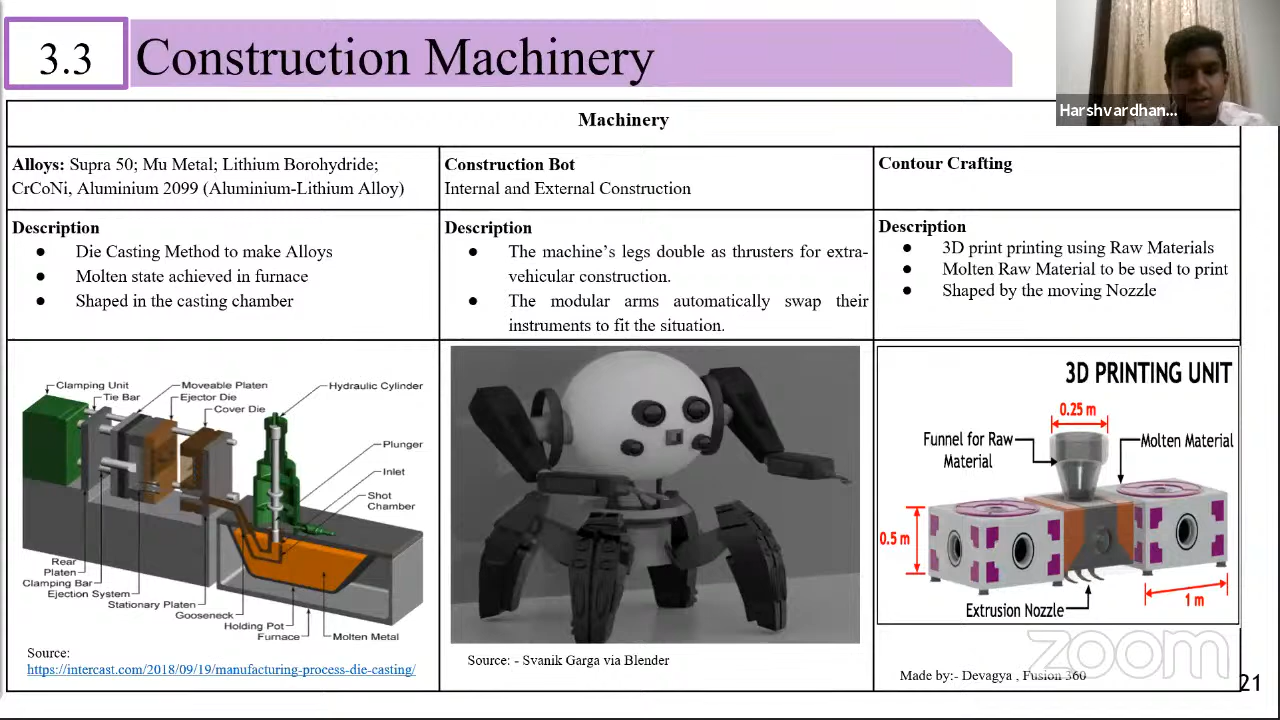 3.3
Construction Machinery
Harshvardhan...
Machinery
Alloys: Supra 50; Mu Metal; Lithium Borohydride;
CrCoNi, Aluminium 2099 (Aluminium-Lithium Alloy)
Construction Bot
Internal and External Construction
Contour Crafting
Description
● Die Casting Method to make Alloys
● Molten state achieved in furnace
● Shaped in the casting chamber
Description
● The machine's legs double as thrusters for extra-
vehicular construction.
● The modular arms automatically swap their
instruments to fit the situation.
Description
● 3D print printing using Raw Materials
● Molten Raw Material to be used to print
● Shaped by the moving Nozzle
Clamping Unit
Tie Bar
Moveable Platen
Ejector Die
Cover Die
Hydraulic Cylinder
Plunger
Inlet
Shot
Chamber
Rear
Platen
Clamping Bar
Ejection System
Stationary Platen
Gooseneck
Holding Pot
Furnace
Molten Metal
Source:
https://intercast.com/2018/09/19/manufacturing-process-die-casting/
Source: - Svanik Garga via Blender
3D PRINTING UNIT
0.25 m
Funnel for Raw
Material
Molten Material
0.5 m
Extrusion Nozzle
1 m
zoom
Made by:- Devagya , Fusion 360
21